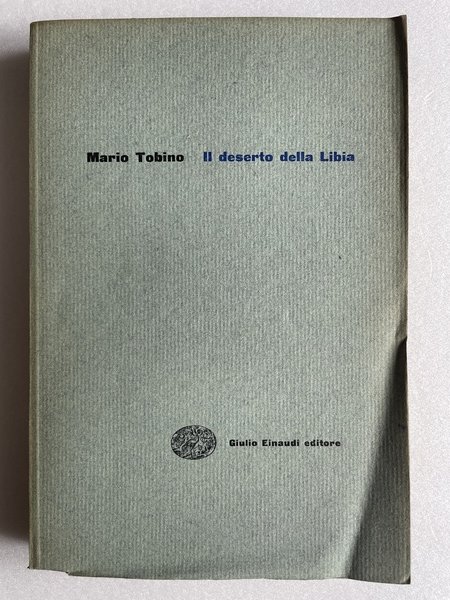 Mario Tobino Il deserto della Libia
Giulio Einaudi editore